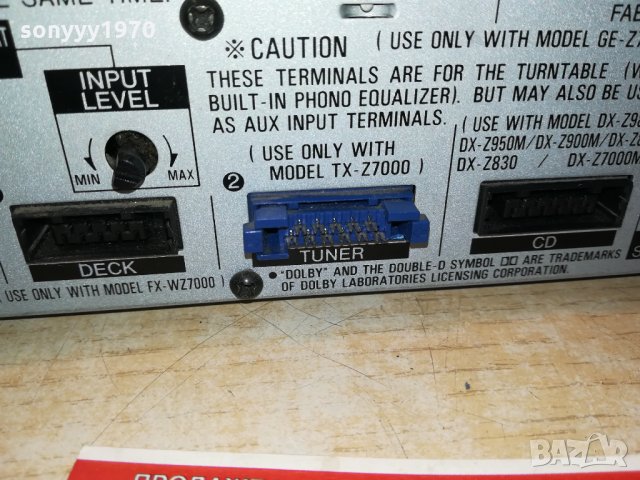 SAME TIME.
sonyyy1970
FAE
※CAUTION
( USE ONLY WITH MODEL GE-Z7
INPUT
LEVEL
MIN
MAX
THESE TERMINALS ARE FOR THE TURNTABLE (W
BUILT-IN PHONO EQUALIZER). BUT MAY ALSO BE U
AS AUX INPUT TERMINALS.
( USE ONLY WITH
MODEL TX-Z7000 )
( USE WITH MODEL DX-Z9
DX-Z950M/DX-Z900M/DX-Z
DX-Z830 / DX-Z7000M
2
DECK
TUNER
CD
USE ONLY WITH MODEL FX-WZ7000 )
• "DOLBY" AND THE DOUBLE-D SYMBOL ARE TRADEMARKS
OF DOLBY LABORATORIES LICENSING CORPORATION.
BAZAR
bg